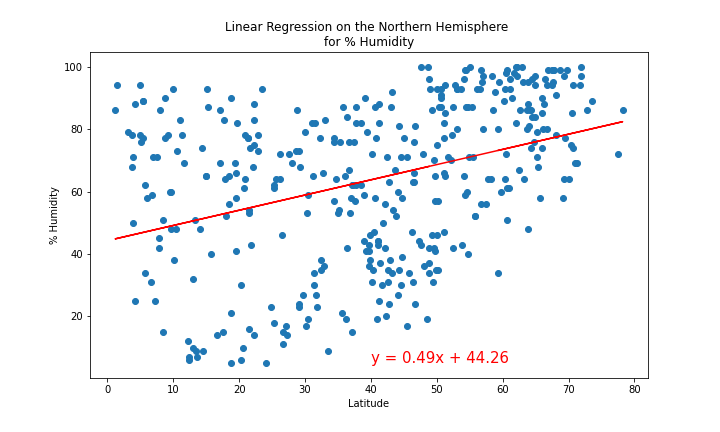 Linear Regression on the Northern Hemisphere
for % Humidity
100
80
60
40
20
% Humidity
y = 0.49x + 44.26
0 10 20 30 40 50 60 70 80
Latitude